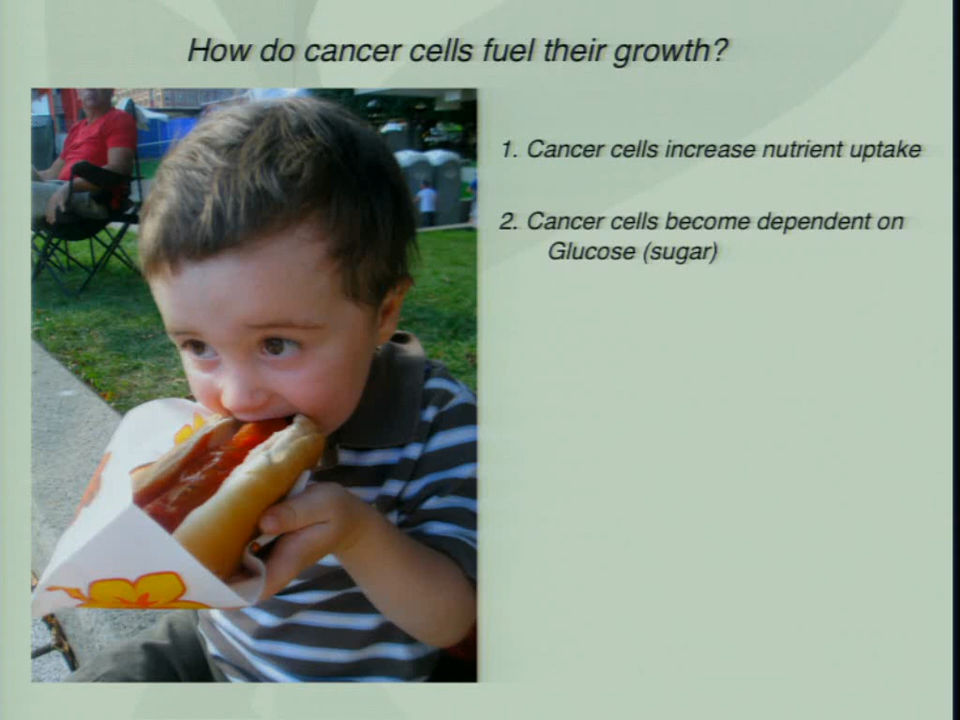 How do cancer cells fuel their growth?
1. Cancer cells increase nutrient uptake
2. Cancer cells become dependent on
Glucose (sugar)